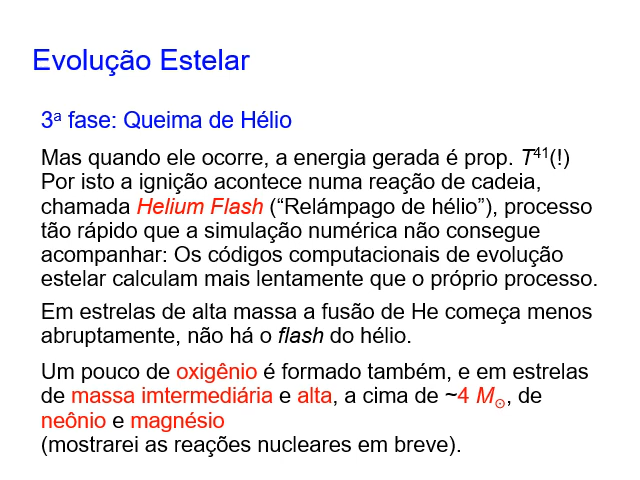 Evolução Estelar
3ª fase: Queima de Hélio
Mas quando ele ocorre, a energia gerada é prop. T⁴¹(!)
Por isto a ignição acontece numa reação de cadeia,
chamada Helium Flash (“Relámpago de hélio”), processo
tão rápido que a simulação numérica não consegue
acompanhar: Os códigos computacionais de evolução
estelar calculam mais lentamente que o próprio processo.
Em estrelas de alta massa a fusão de He começa menos
abruptamente, não há o flash do hélio.
Um pouco de oxigênio é formado também, e em estrelas
de massa imtermediária e alta, a cima de ~4 M☉, de
neônio e magnésio
(mostrarei as reações nucleares em breve).